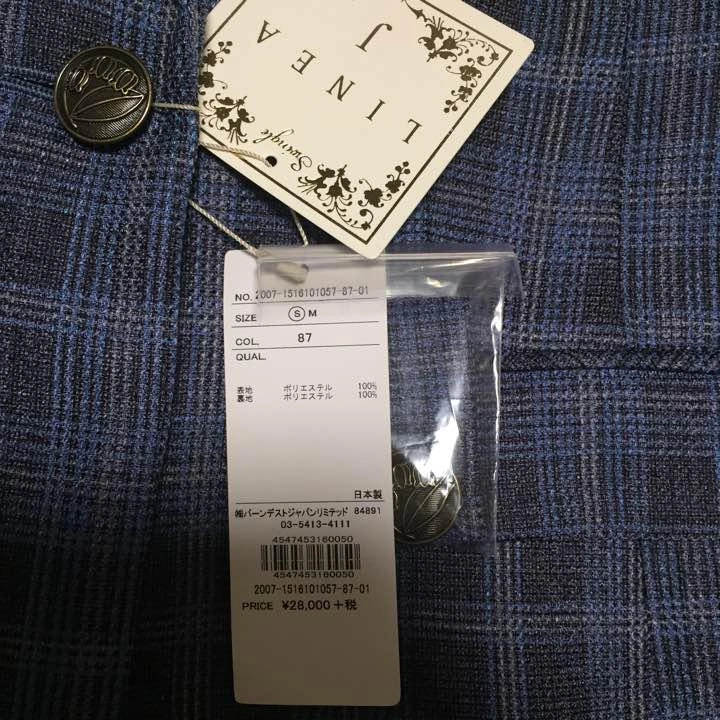 LINEA
J
Swingle
NO. 2007-1516101057-87-01
SIZE S M
COL. 87
QUAL.
表地 ポリエステル 100%
裏地 ポリエステル 100%
日本製
㈱バーンデストジャパンリミテッド 84891
03-5413-4111
4547453160050
4547453160050
2007-1516101057-87-01
PRICE ¥28,000+税